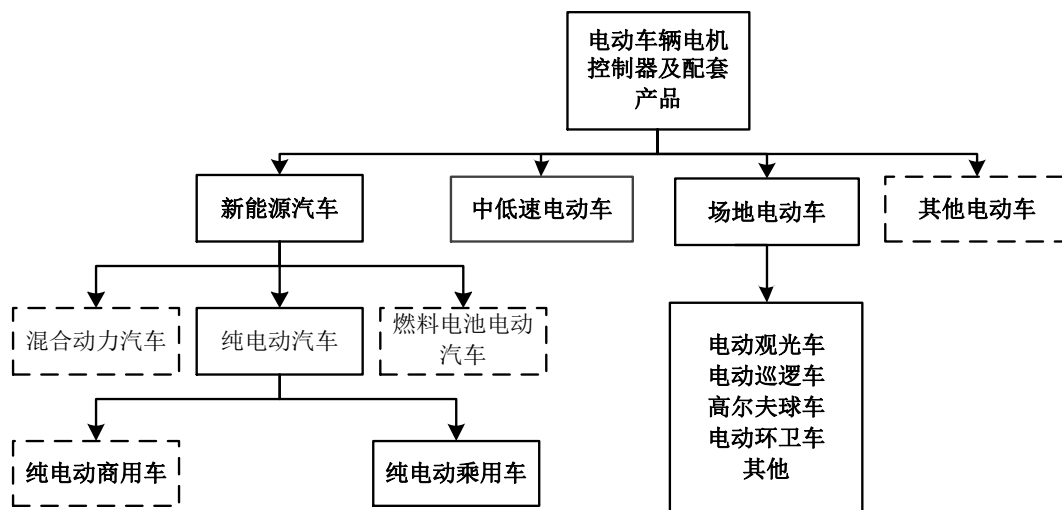 电动车辆电机
控制器及配套
产品
新能源汽车
中低速电动车
场地电动车
其他电动车
混合动力汽车
纯电动汽车
燃料电池电动
汽车
电动观光车
电动巡逻车
高尔夫球车
电动环卫车
其他
纯电动商用车
纯电动乘用车